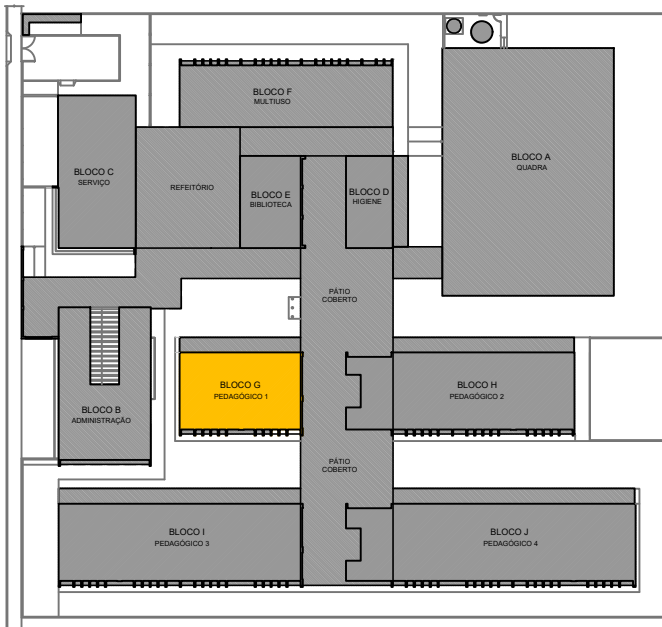 BLOCO F
MULTIUSO
BLOCO A
QUADRA
BLOCO C
SERVIÇO
REFEITÓRIO
BLOCO E
BIBLIOTECA
BLOCO D
HIGIENE
PÁTIO
COBERTO
BLOCO G
PEDAGÓGICO 1
BLOCO H
PEDAGÓGICO 2
BLOCO B
ADMINISTRAÇÃO
PÁTIO
COBERTO
BLOCO I
PEDAGÓGICO 3
BLOCO J
PEDAGÓGICO 4